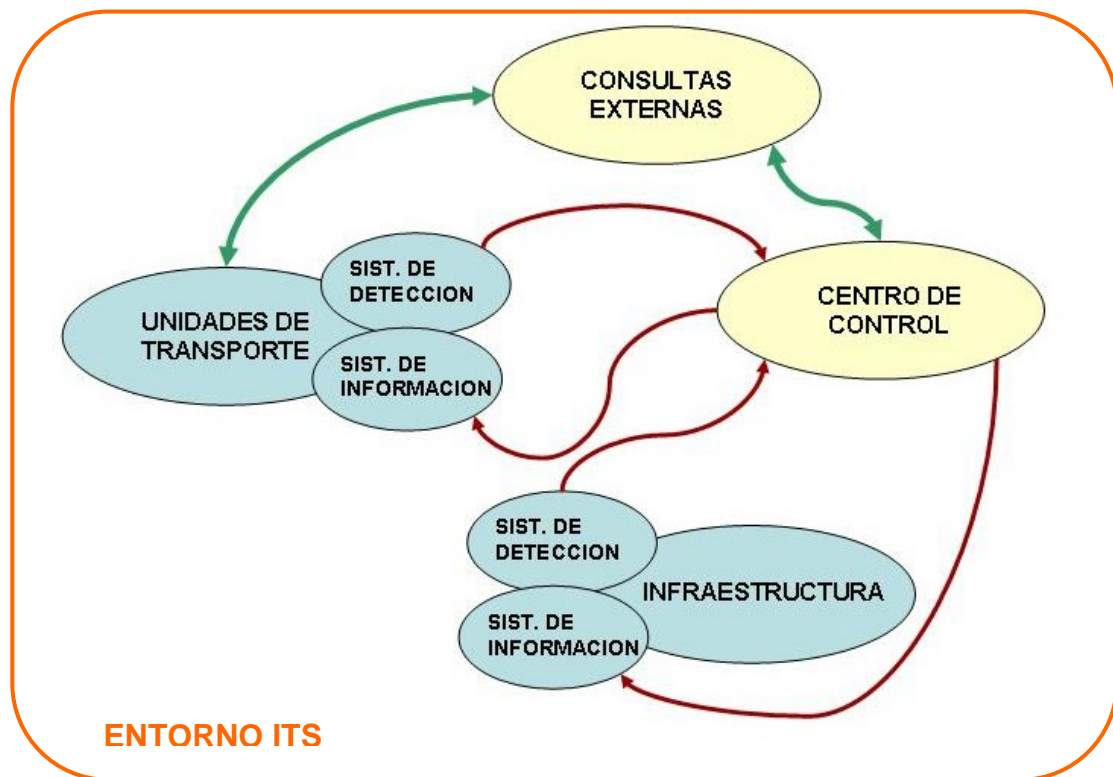 CONSULTAS
EXTERNAS
SIST. DE
DETECCION
UNIDADES DE
TRANSPORTE
SIST. DE
INFORMACION
CENTRO DE
CONTROL
SIST. DE
DETECCION
INFRAESTRUCTURA
SIST. DE
INFORMACION
ENTORNO ITS